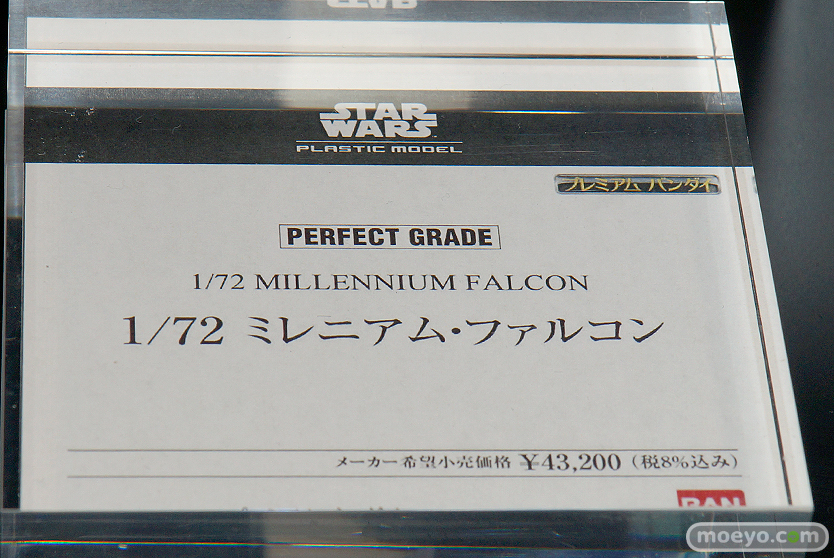 STAR
WARS
PLASTIC MODEL
プレミアム バンダイ
PERFECT GRADE
1/72 MILLENNIUM FALCON
1/72 ミレニアム・ファルコン
メーカー希望小売価格 ¥43,200(税8%込み)
BAN
moeyo.com